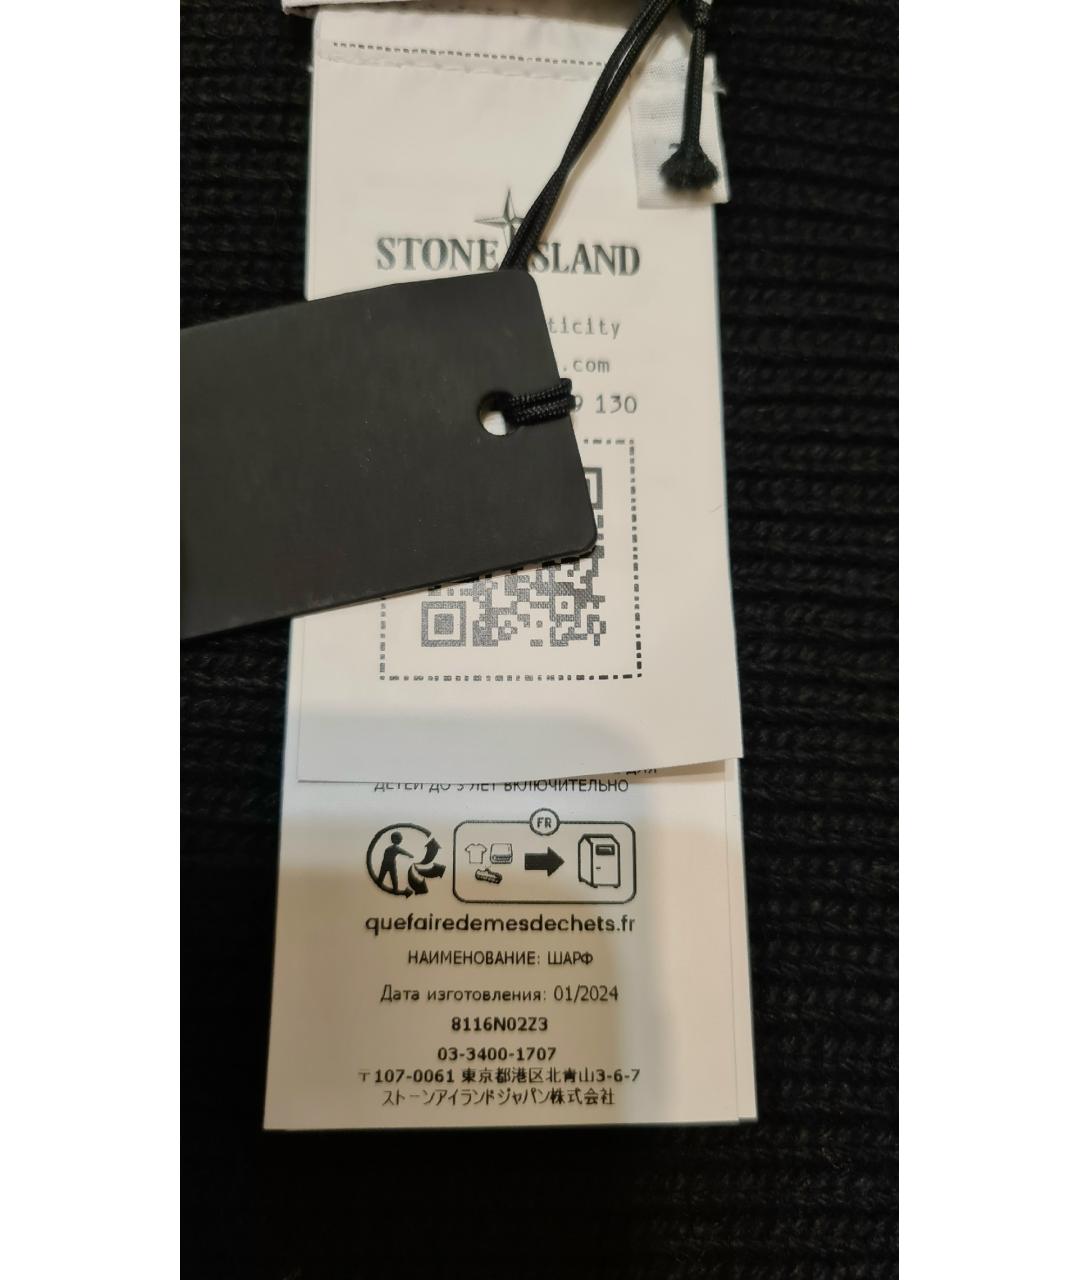 STONE ISLAND
.com
130
ДЕТЕЙ ДО 3 ЛЕТ ВКЛЮЧИТЕЛЬНО
FR
quefairedemesdechets.fr
НАИМЕНОВАНИЕ: ШАРФ
Дата изготовления: 01/2024
8116N02Z3
03-3400-1707
〒107-0061 東京都港区北青山3-6-7
ストーンアイランドジャパン株式会社